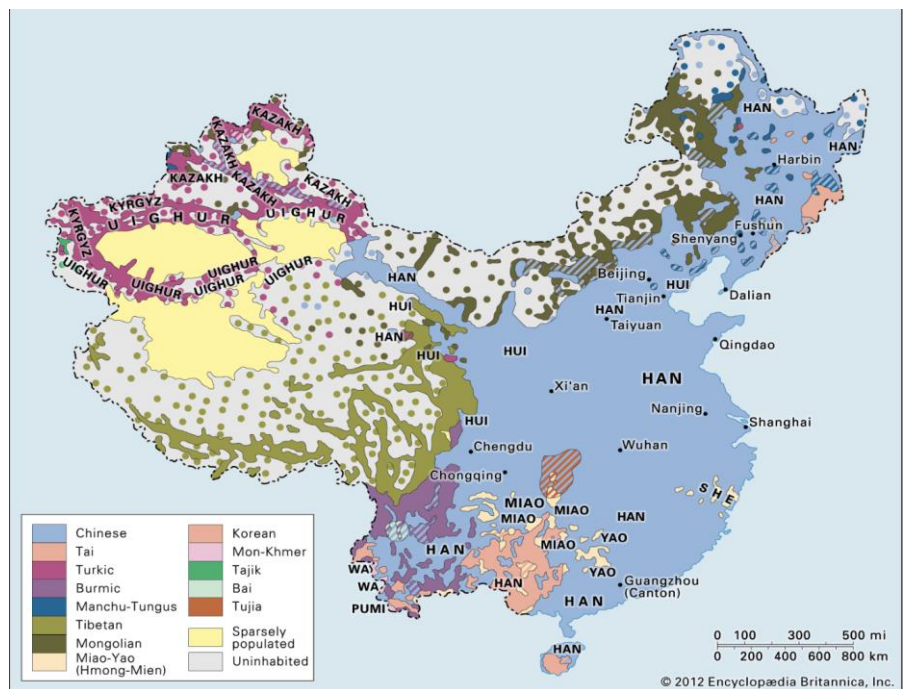 KAZAKH
KAZAKH
KAZAKH
KAZAKH
KAZAKH
KYRGYZ
UIGHUR
UIGHUR
KYRGYZ
UIGHUR
UIGHUR
UIGHUR
UIGHUR
UIGHUR
HAN
HAN
Harbin
HAN
Fushun
Shenyang
HAN
Beijing
HUI
Tianjin
Dalian
HUI
HAN
Taiyuan
HAN
HUI
HUI
Qingdao
HAN
Xi'an
Nanjing
HUI
Shanghai
Chengdu
Wuhan
Chongqing
SHE
MIAO
MIAO
MIAO
HAN
HAN
MIAO
YAO
WA
YAO
WA
HAN
Guangzhou
(Canton)
PUMI
HAN
HAN
Chinese
Tai
Turkic
Burmic
Manchu-Tungus
Tibetan
Mongolian
Miao-Yao
(Hmong-Mien)
Korean
Mon-Khmer
Tajik
Bai
Tujia
Sparsely
populated
Uninhabited
0 100 300 500 mi
0 200 400 600 800 km
© 2012 Encyclopædia Britannica, Inc.